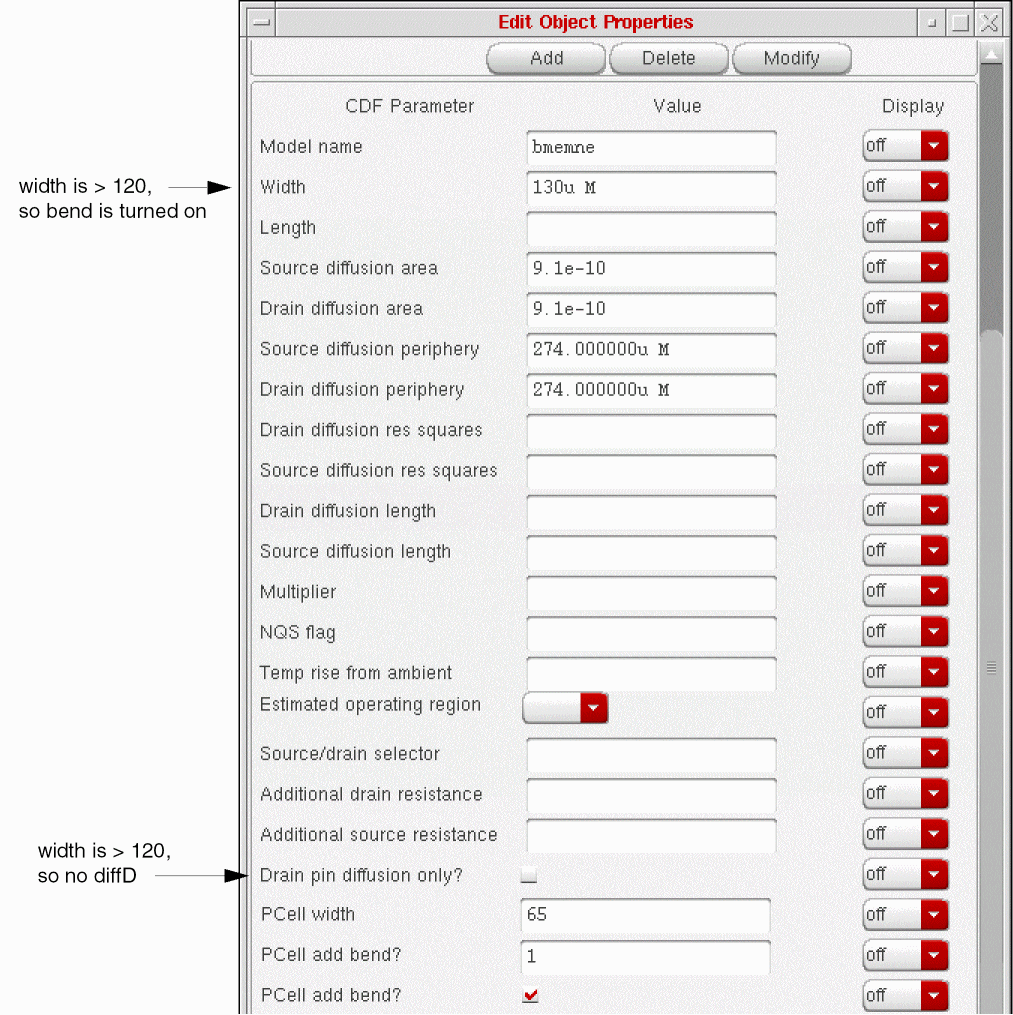 Edit Object Properties
Add Delete Modify
CDF Parameter Value Display
Model name bmemne off
width is > 120,
so bend is turned on
Width 130u M off
Length off
Source diffusion area 9.1e-10 off
Drain diffusion area 9.1e-10 off
Source diffusion periphery 274.000000u M off
Drain diffusion periphery 274.000000u M off
Drain diffusion res squares off
Source diffusion res squares off
Drain diffusion length off
Source diffusion length off
Multiplier off
NQS flag off
Temp rise from ambient off
Estimated operating region off
Source/drain selector off
Additional drain resistance off
Additional source resistance off
width is > 120,
so no diffD
Drain pin diffusion only? off
PCell width 65 off
PCell add bend? 1 off
PCell add bend? off